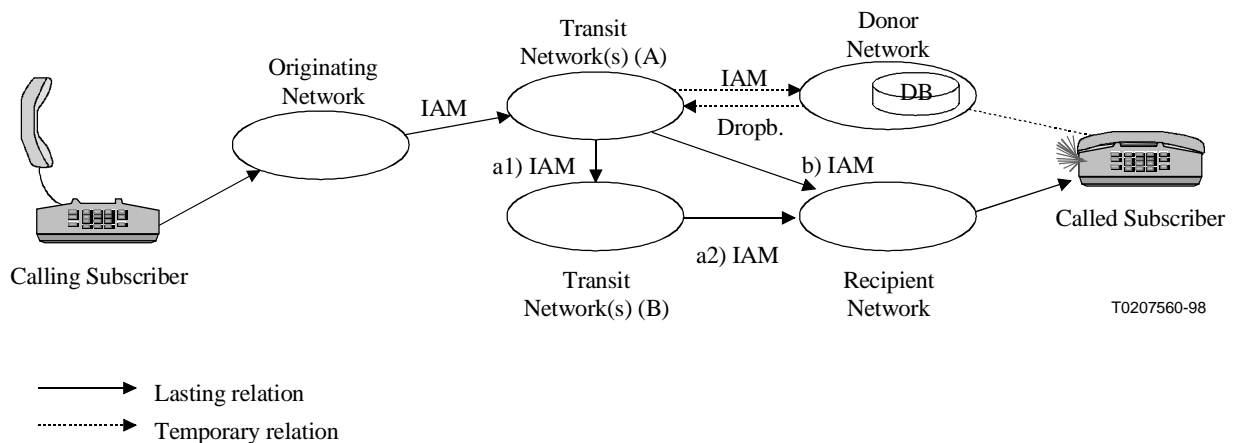 Transit
Network(s) (A)
Donor
Network
Originating
Network
IAM
IAM
DB
Dropb.
a1) IAM
b) IAM
a2) IAM
Calling Subscriber
Transit
Network(s) (B)
Recipient
Network
Called Subscriber
T0207560-98
Lasting relation
Temporary relation